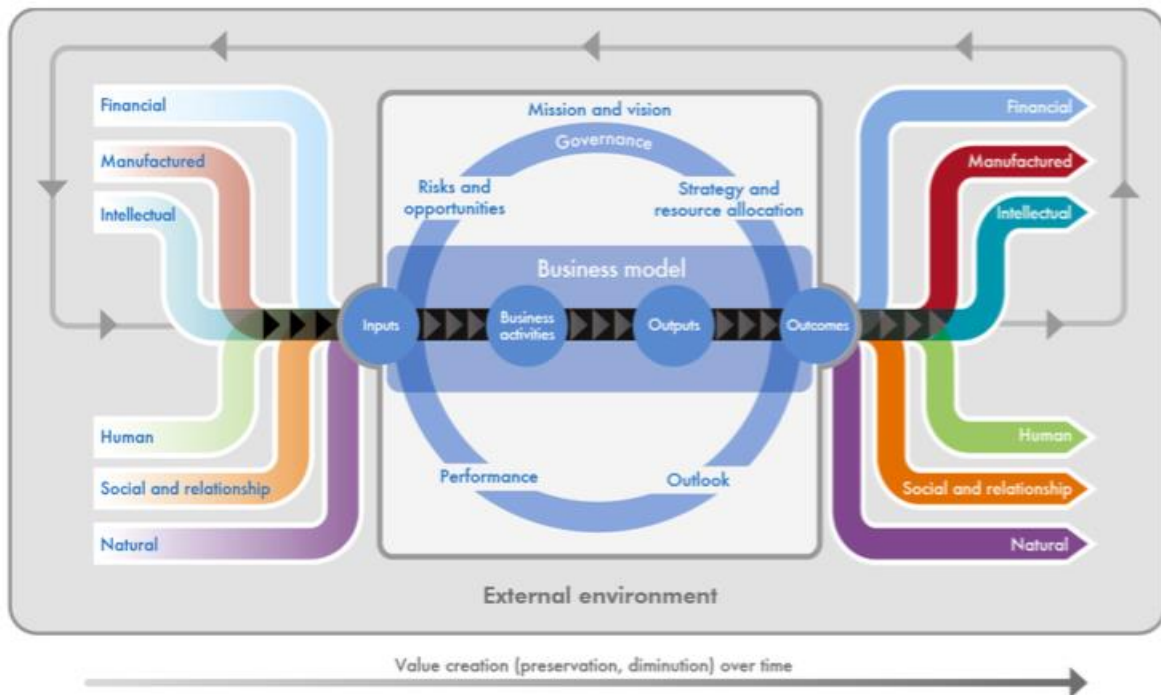 Financial
Manufactured
Intellectual
Human
Social and relationship
Natural
Mission and vision
Governance
Risks and
opportunities
Strategy and
resource allocation
Business model
Inputs
Business
activities
Outputs
Outcomes
Performance
Outlook
Financial
Manufactured
Intellectual
Human
Social and relationship
Natural
External environment
Value creation (preservation, diminution) over time